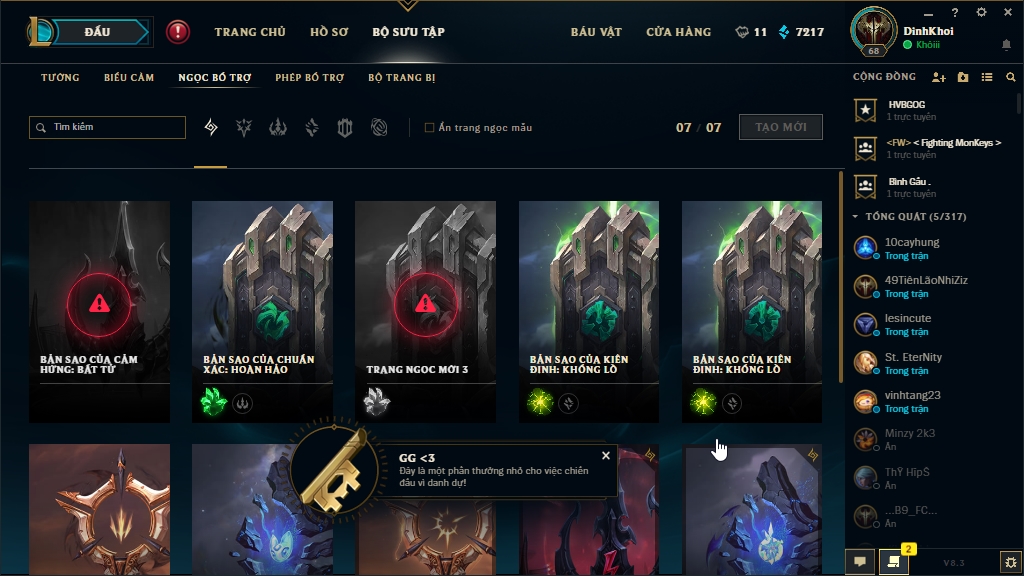 ĐẤU
TRANG CHỦ
HỒ SƠ
BỘ SƯU TẬP
BÁU VẬT
CỬA HÀNG
11
7217
68
DinhKhoi
Khôiii
TƯỚNG
BIỂU CẢM
NGỌC BỔ TRỢ
PHÉP BỔ TRỢ
BỘ TRANG BỊ
CỘNG ĐỒNG
Tìm kiếm
Ẩn trang ngọc mẫu
07 / 07
TẠO MỚI
HVBGOG
1 trực tuyến
<FW> < Fighting MonKeys >
1 trực tuyến
Bình Gấu .
1 trực tuyến
TỔNG QUÁT (5/317)
10cayhung
Trong trận
49TiênLãoNhiZiz
Trong trận
lesincute
Trong trận
St. EterNity
Trong trận
vinhtang23
Trong trận
Minzy 2k3
Ẩn
ThŸ HípŠ
Ẩn
...B9_FC...
Ẩn
BẢN SAO CỦA CẢM
HỨNG: BẤT TỬ
BẢN SAO CỦA CHUẨN
XÁC: HOÀN HẢO
TRANG NGỌC MỚI 3
BẢN SAO CỦA KIÊN
ĐỊNH: KHỔNG LỒ
BẢN SAO CỦA KIÊN
ĐỊNH: KHỔNG LỒ
GG <3
Đây là một phần thưởng nhỏ cho việc chiến
đấu vì danh dự!
2
V8.3